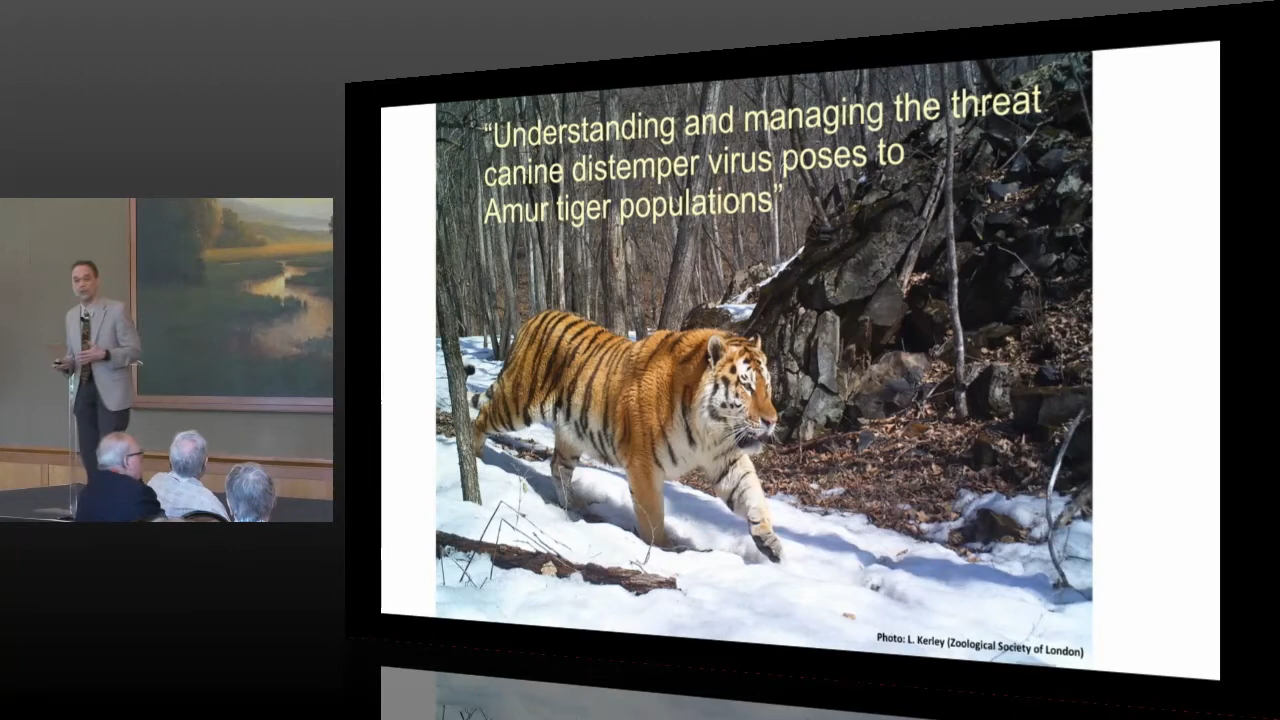 “Understanding and managing the threat
canine distemper virus poses to
Amur tiger populations”
Photo: L. Kerley (Zoological Society of London)